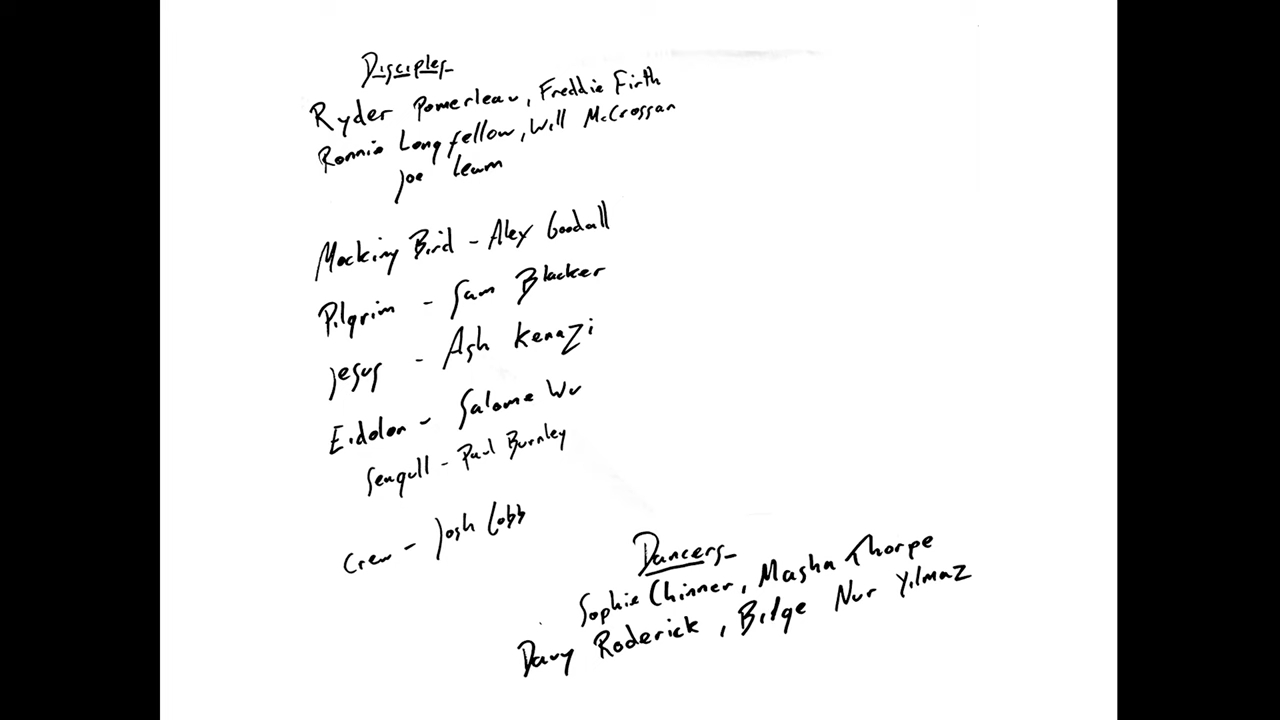 Disciples
Ryder Pomerleau, Freddie Firth
Ronnie Longfellow, Will McCrossan
Joe Leam
Mocking Bird - Alex Goodall
Pilgrim - Sam Blacker
Jesus - Ash Kenazi
Eidolon - Salome Wu
Seagull - Paul Burnley
Crew - Josh Cobb
Dancers
Sophie Chinner, Masha Thorpe
Davy Roderick, Bilge Nur Yilmaz